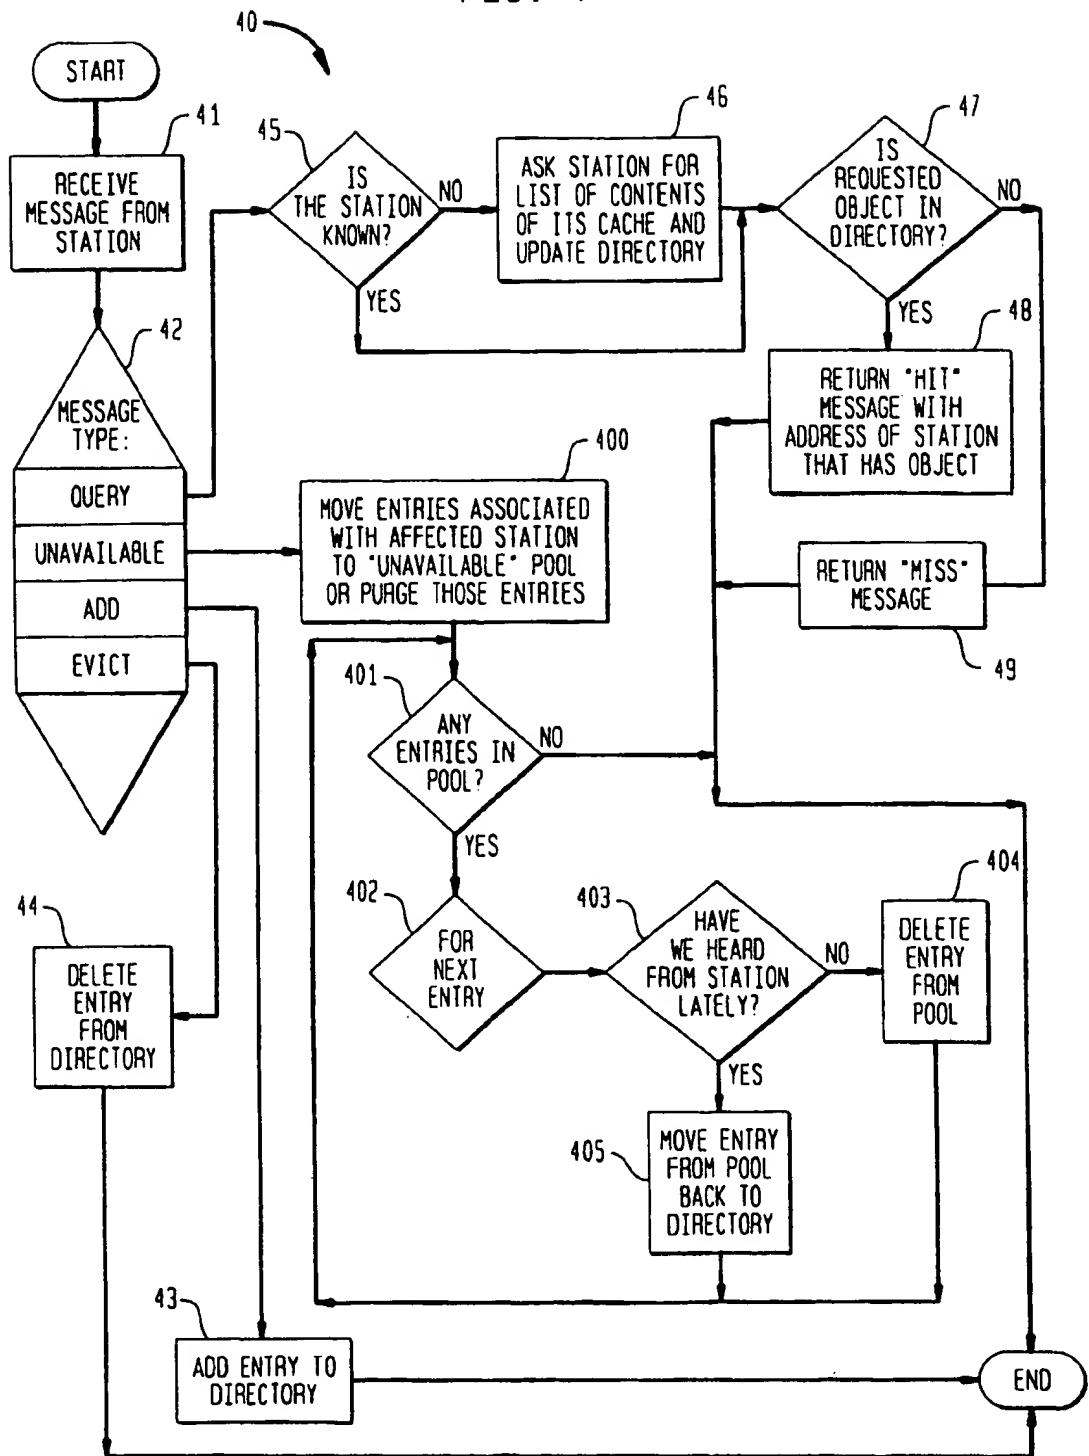 40
START
41
RECEIVE
MESSAGE FROM
STATION
42
MESSAGE
TYPE:
QUERY
UNAVAILABLE
ADD
EVICT
45
IS
THE STATION
KNOWN?
NO
YES
46
ASK STATION FOR
LIST OF CONTENTS
OF ITS CACHE AND
UPDATE DIRECTORY
47
IS
REQUESTED
OBJECT IN
DIRECTORY?
NO
YES
48
RETURN "HIT"
MESSAGE WITH
ADDRESS OF STATION
THAT HAS OBJECT
RETURN "MISS"
MESSAGE
49
400
MOVE ENTRIES ASSOCIATED
WITH AFFECTED STATION
TO "UNAVAILABLE" POOL
OR PURGE THOSE ENTRIES
401
ANY
ENTRIES IN
POOL?
NO
YES
402
FOR
NEXT
ENTRY
403
HAVE
WE HEARD
FROM STATION
LATELY?
NO
YES
404
DELETE
ENTRY
FROM
POOL
405
MOVE ENTRY
FROM POOL
BACK TO
DIRECTORY
44
DELETE
ENTRY
FROM
DIRECTORY
43
ADD ENTRY TO
DIRECTORY
END